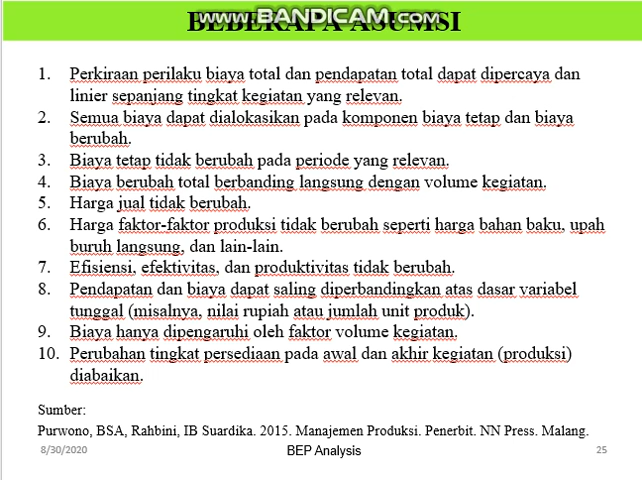 www.BANDICAM.com
BEBERAPA ASUMSI
1. Perkiraan perilaku biaya total dan pendapatan total dapat dipercaya dan
linier sepanjang tingkat kegiatan yang relevan.
2. Semua biaya dapat dialokasikan pada komponen biaya tetap dan biaya
berubah.
3. Biaya tetap tidak berubah pada periode yang relevan.
4. Biaya berubah total berbanding langsung dengan volume kegiatan.
5. Harga jual tidak berubah.
6. Harga faktor-faktor produksi tidak berubah seperti harga bahan baku, upah
buruh langsung, dan lain-lain.
7. Efisiensi, efektivitas, dan produktivitas tidak berubah.
8. Pendapatan dan biaya dapat saling diperbandingkan atas dasar variabel
tunggal (misalnya, nilai rupiah atau jumlah unit produk).
9. Biaya hanya dipengaruhi oleh faktor volume kegiatan.
10. Perubahan tingkat persediaan pada awal dan akhir kegiatan (produksi)
diabaikan.
Sumber:
Purwono, BSA, Rahbini, IB Suardika. 2015. Manajemen Produksi. Penerbit. NN Press. Malang.
8/30/2020 BEP Analysis 25